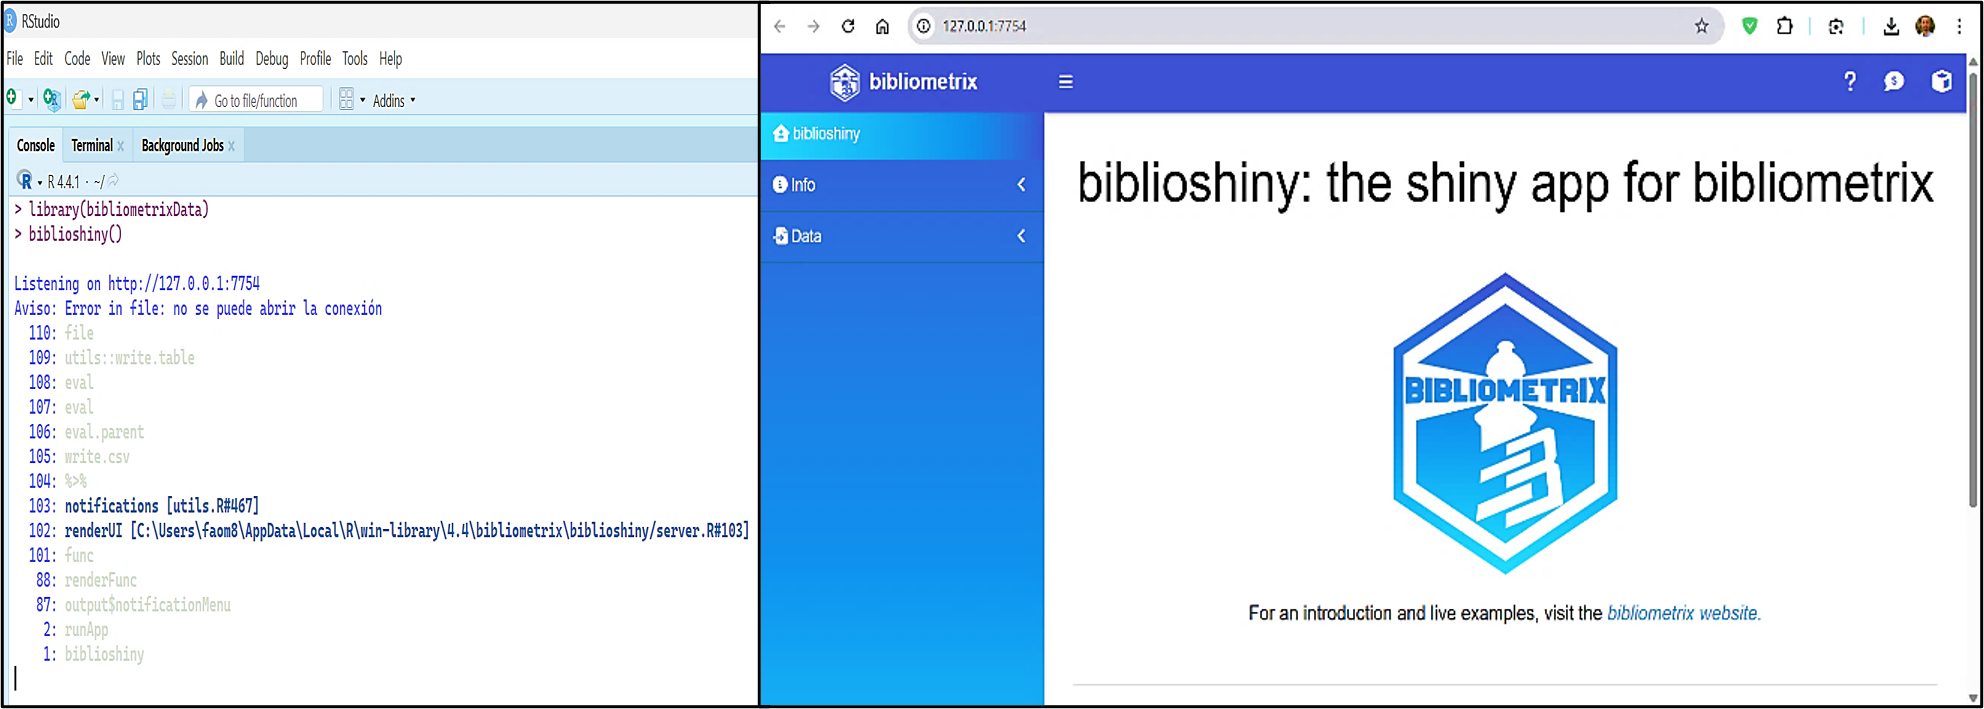 RStudio
File Edit Code View Plots Session Build Debug Profile Tools Help
Go to file/function Addins
Console Terminal Background Jobs
R 4.4.1 · ~/
> library(bibliometrixData)
> biblioshiny()
Listening on http://127.0.0.1:7754
Aviso: Error in file: no se puede abrir la conexión
110: file
109: utils::write.table
108: eval
107: eval
106: eval.parent
105: write.csv
104: %>%
103: notifications [utils.R#467]
102: renderUI [C:\Users\faom8\AppData\Local\R\win-library\4.4\bibliometrix\biblioshiny/server.R#103]
101: func
88: renderFunc
87: output$notificationMenu
2: runApp
1: biblioshiny
127.0.0.1:7754
bibliometrix
biblioshiny
Info
Data
biblioshiny: the shiny app for bibliometrix
BIBLIOMETRIX
For an introduction and live examples, visit the bibliometrix website.